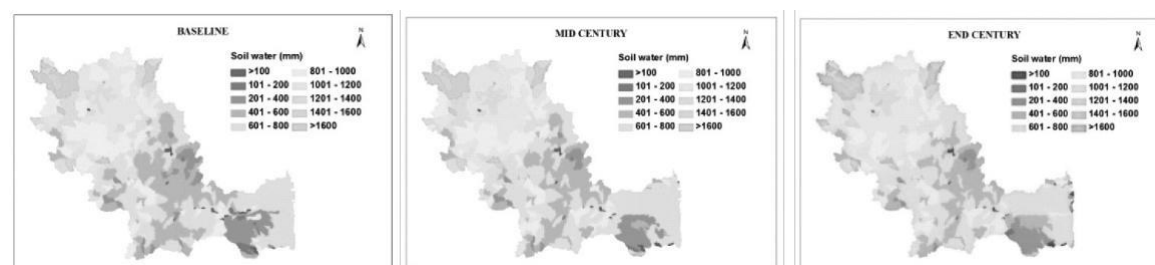 BASELINE
N
Soil water (mm)
>100 801 - 1000
101 - 200 1001 - 1200
201 - 400 1201 - 1400
401 - 600 1401 - 1600
601 - 800 >1600
MID CENTURY
N
Soil water (mm)
>100 801 - 1000
101 - 200 1001 - 1200
201 - 400 1201 - 1400
401 - 600 1401 - 1600
601 - 800 >1600
END CENTURY
N
Soil water (mm)
>100 801 - 1000
101 - 200 1001 - 1200
201 - 400 1201 - 1400
401 - 600 1401 - 1600
601 - 800 >1600